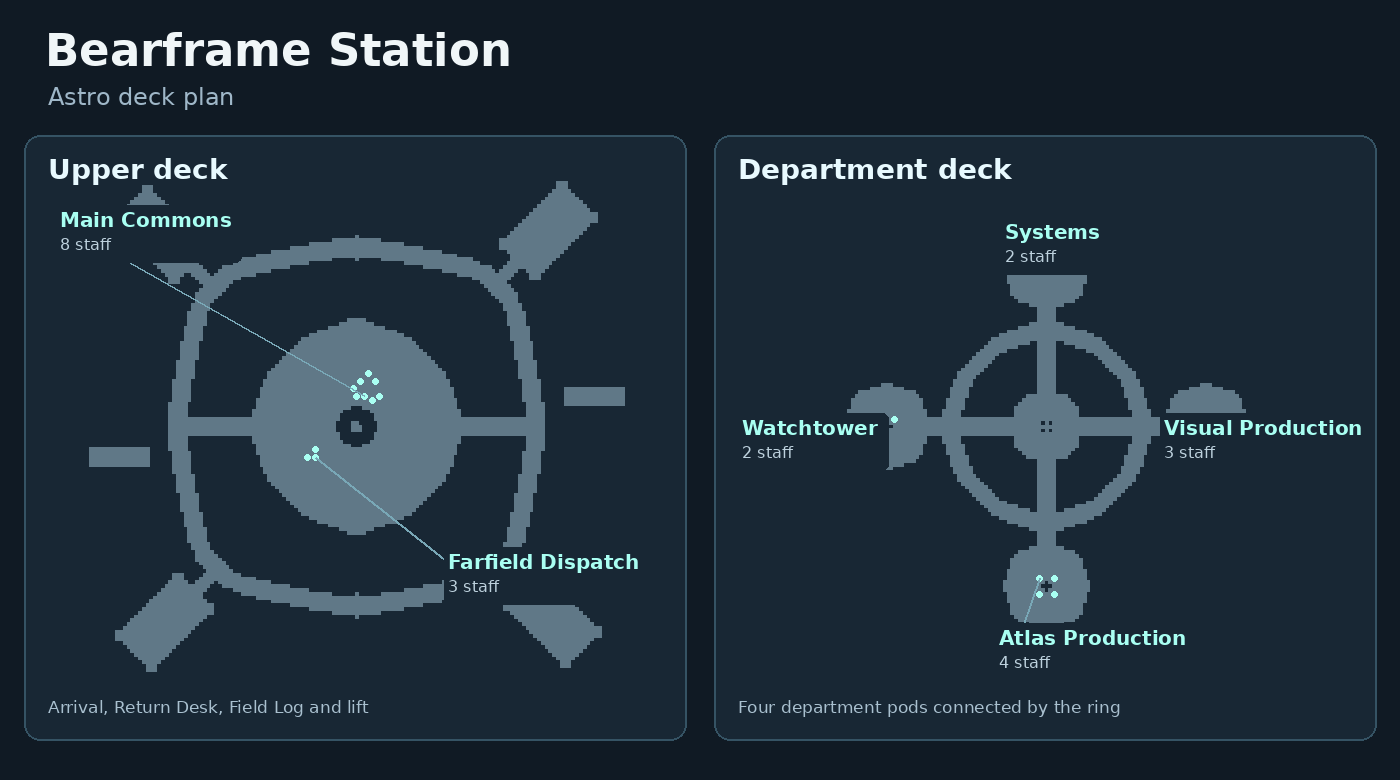 Bearframe Station
Astro deck plan
Upper deck
Main Commons
8 staff
Farfield Dispatch
3 staff
Arrival, Return Desk, Field Log and lift
Department deck
Systems
2 staff
Watchtower
2 staff
Visual Production
3 staff
Atlas Production
4 staff
Four department pods connected by the ring